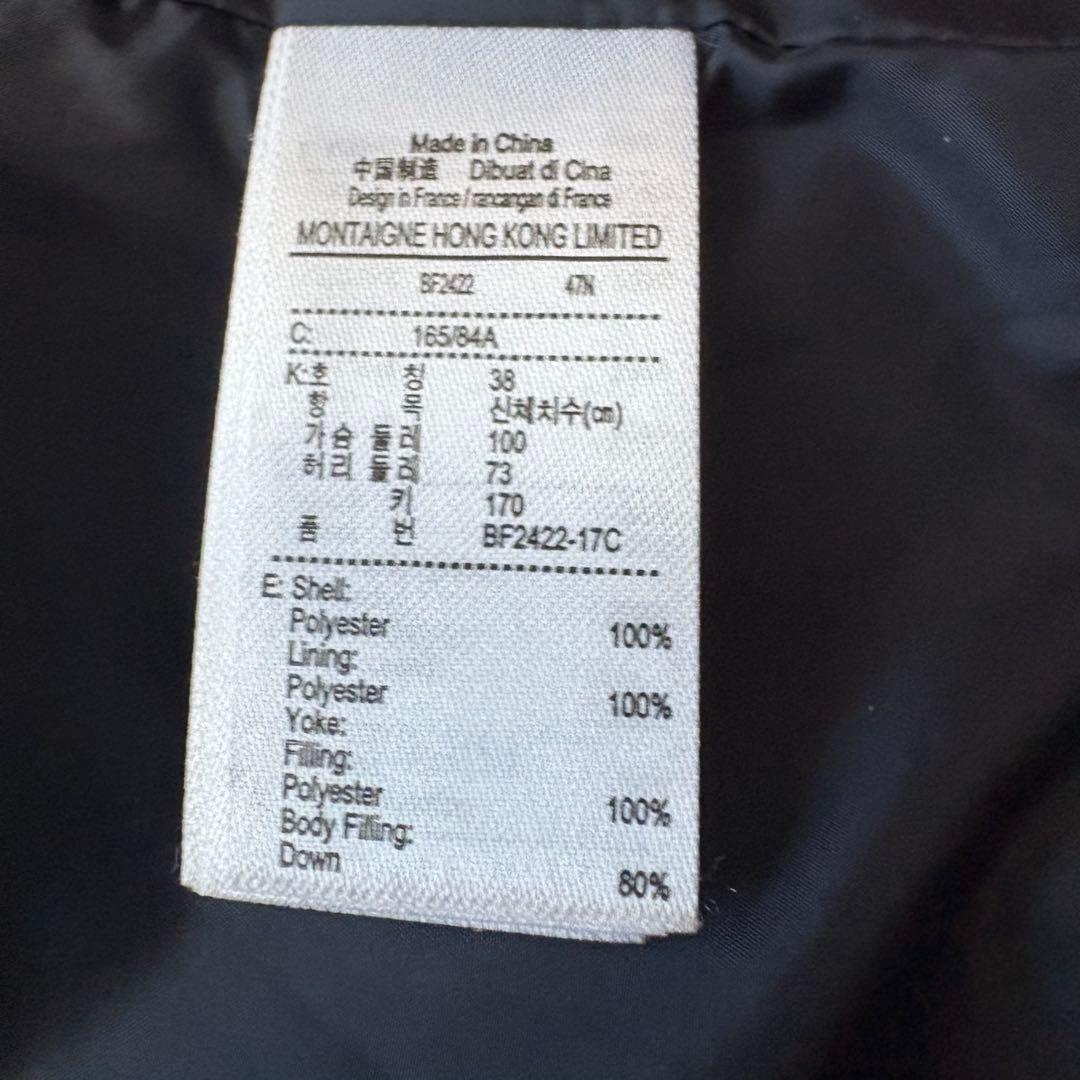 Made in China
中国制造 Dibuat di Cina
Design in France / rancangan di France
MONTAIGNE HONG KONG LIMITED
BF2422 47N
C: 165/84A
K:호 칭 38
항 목 신체치수(㎝)
가슴 둘레 100
허리 둘레 73
키 170
품 번 BF2422-17C
E: Shell:
Polyester 100%
Lining:
Polyester 100%
Yoke:
Filling:
Polyester 100%
Body Filling:
Down 80%